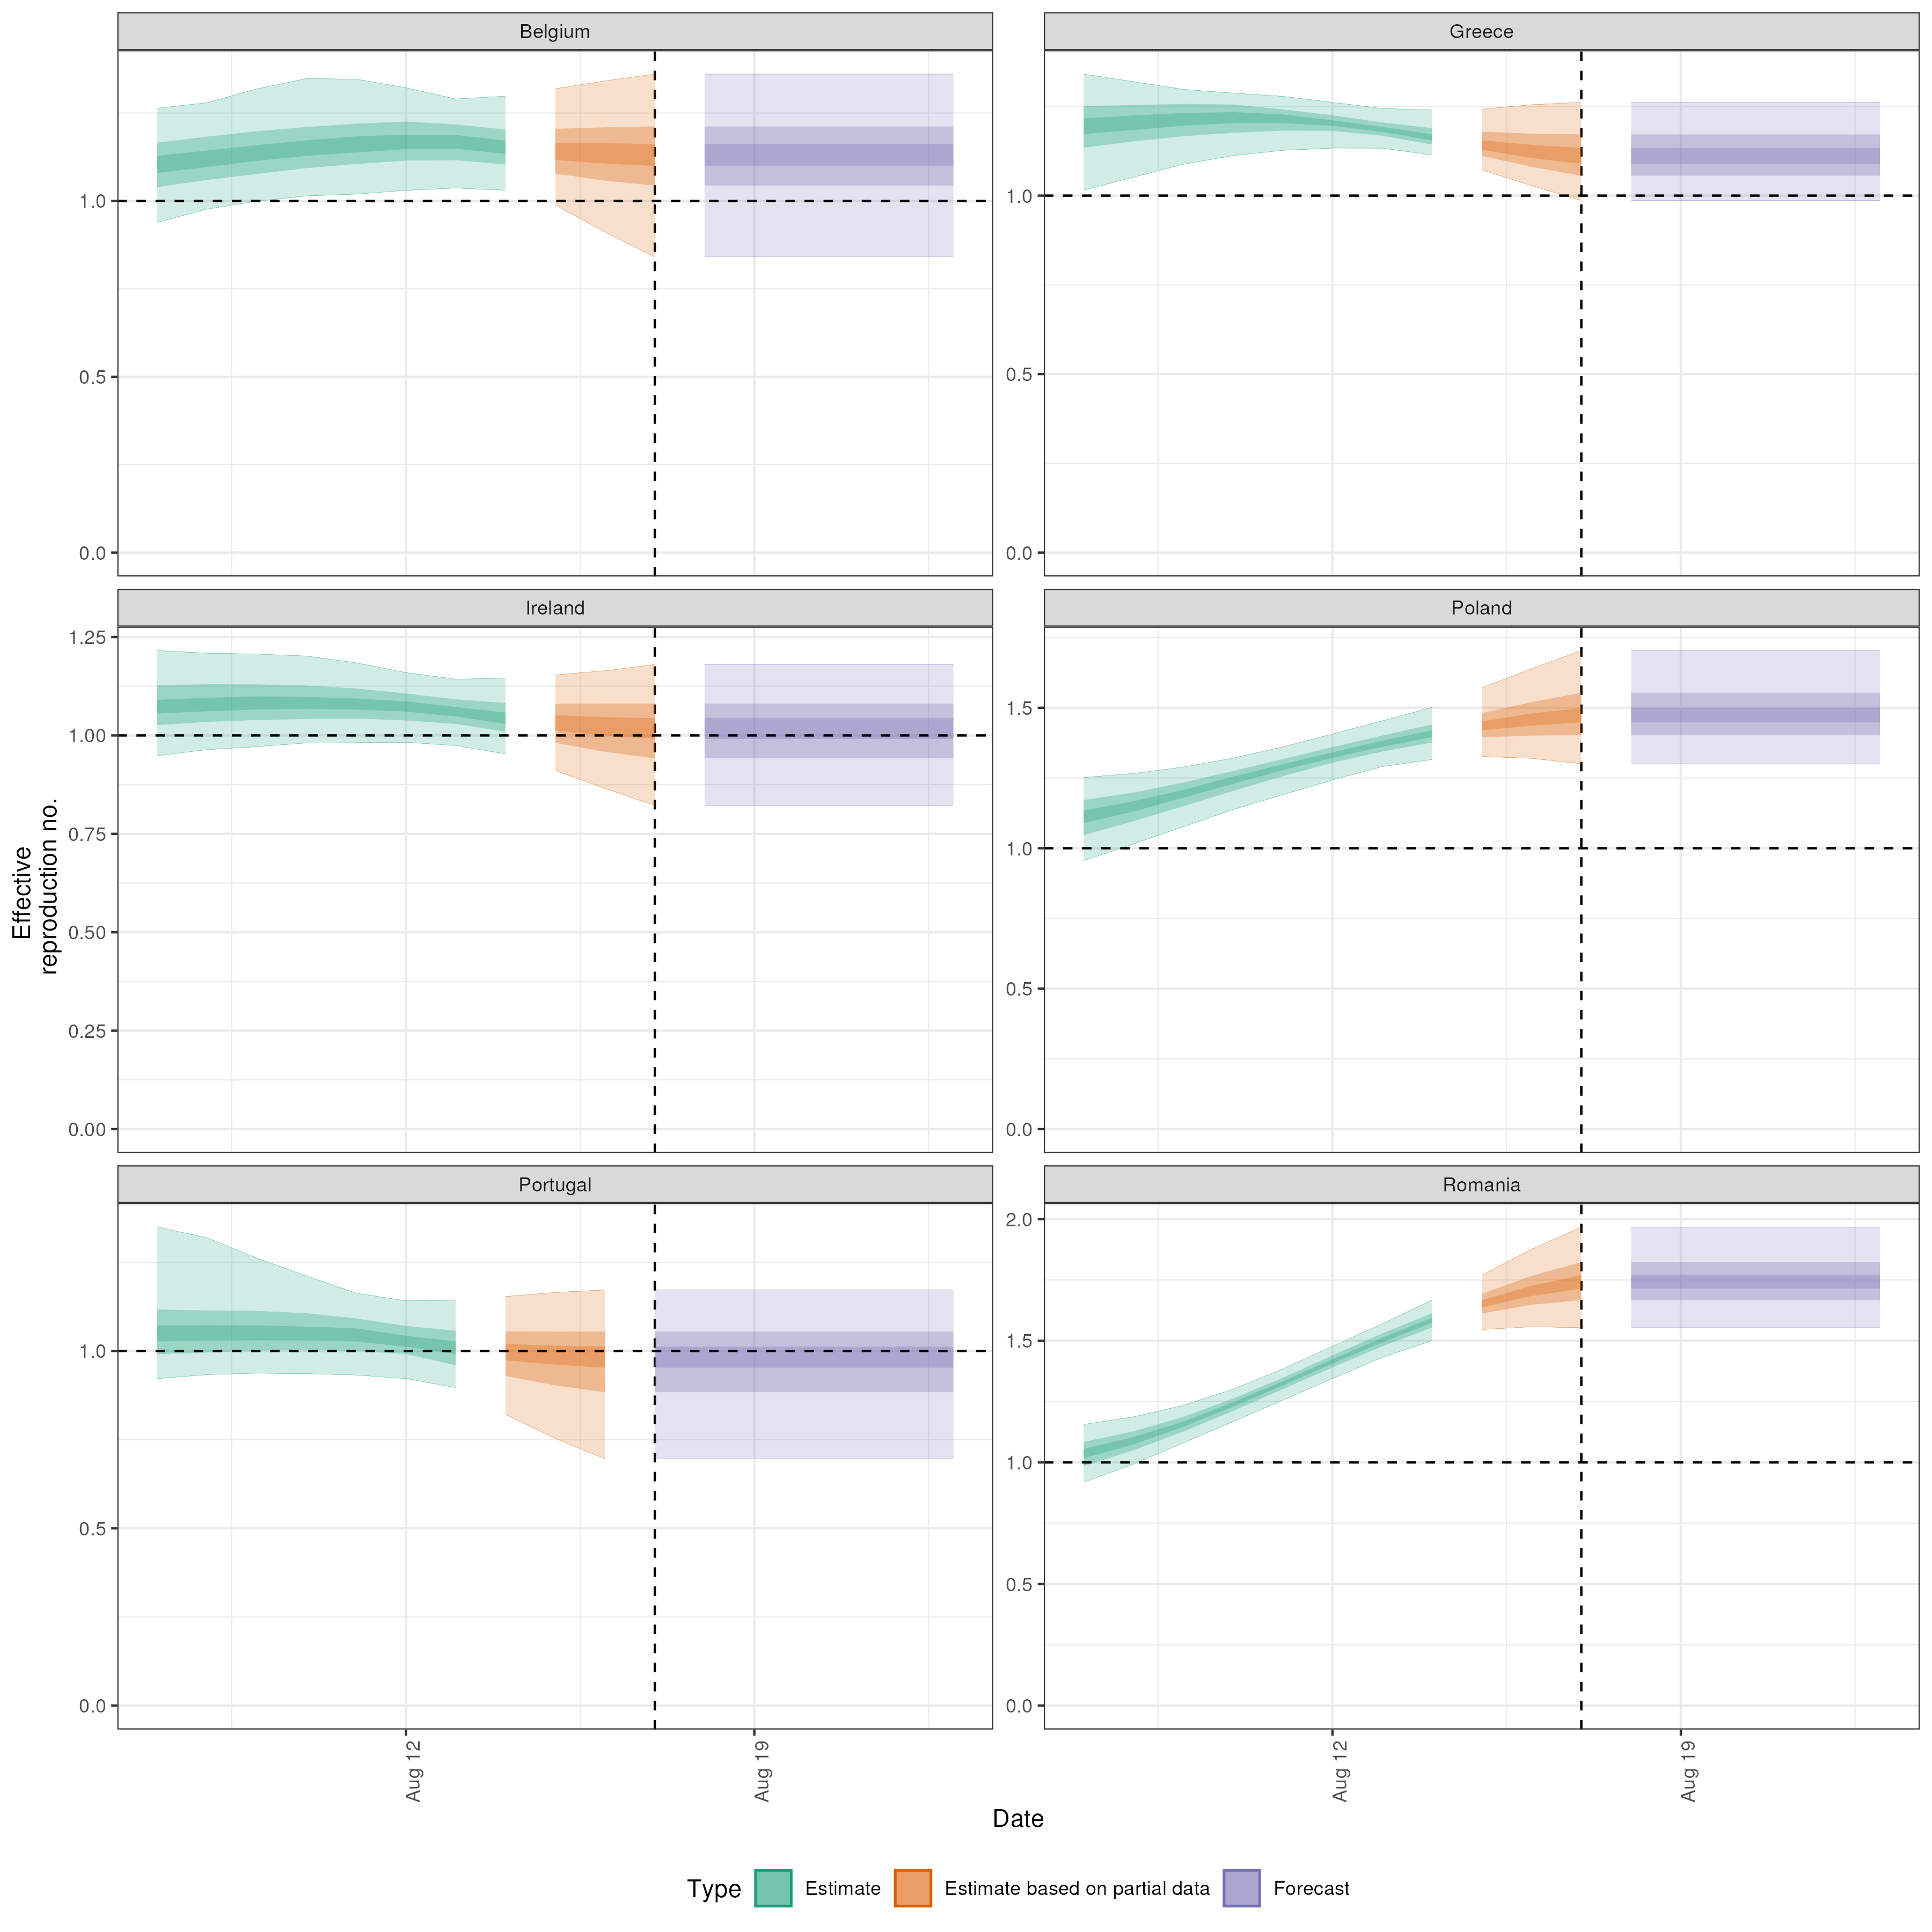 Belgium
Greece
1.0
0.5
0.0
1.0
0.5
0.0
Ireland
Poland
1.25
1.00
0.75
0.50
0.25
0.00
1.5
1.0
0.5
0.0
Effective
reproduction no.
Portugal
Romania
1.0
0.5
0.0
2.0
1.5
1.0
0.5
0.0
Aug 12
Aug 19
Aug 12
Aug 19
Date
Type Estimate Estimate based on partial data Forecast